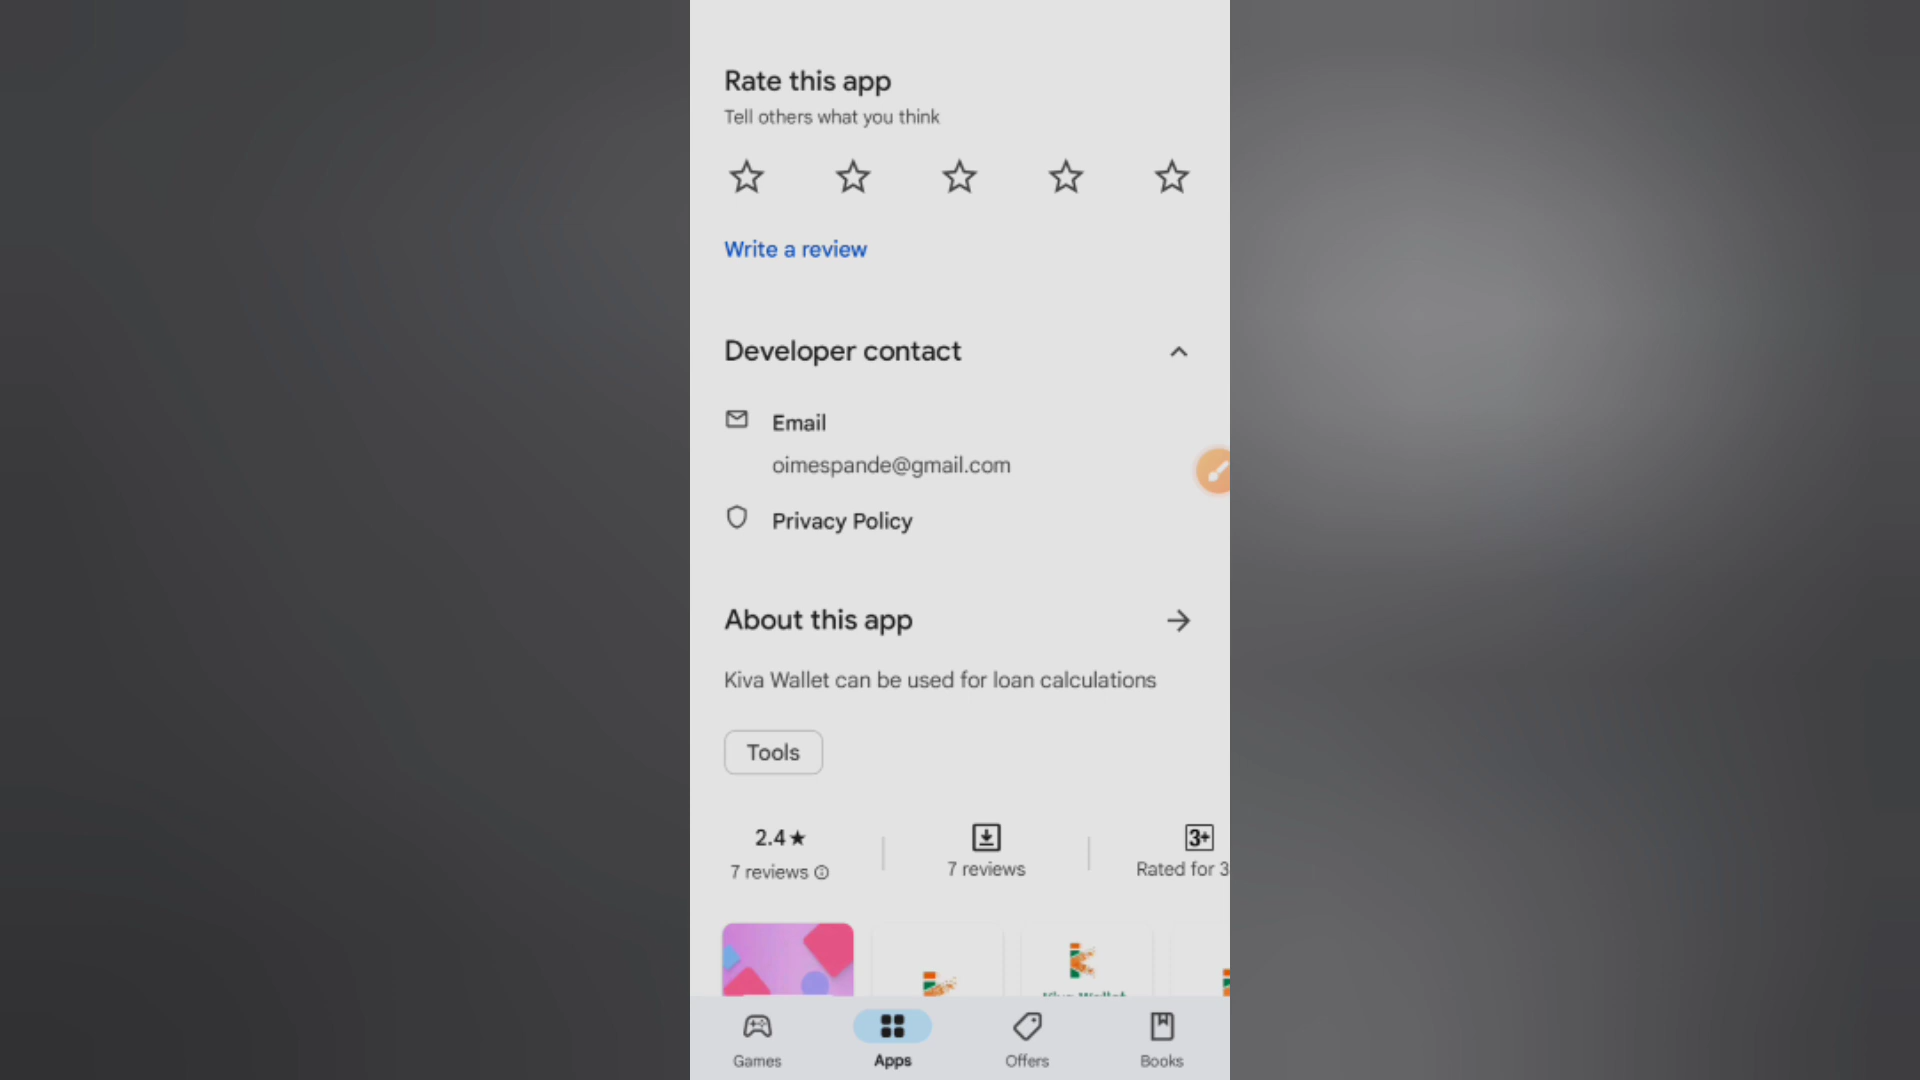 Rate this app
Tell others what you think
Write a review
Developer contact
Email
oimespande@gmail.com
Privacy Policy
About this app
Kiva Wallet can be used for loan calculations
Tools
2.4★
7 reviews
7 reviews
3+
Rated for 3
Kiva Wallet
Games
Apps
Offers
Books